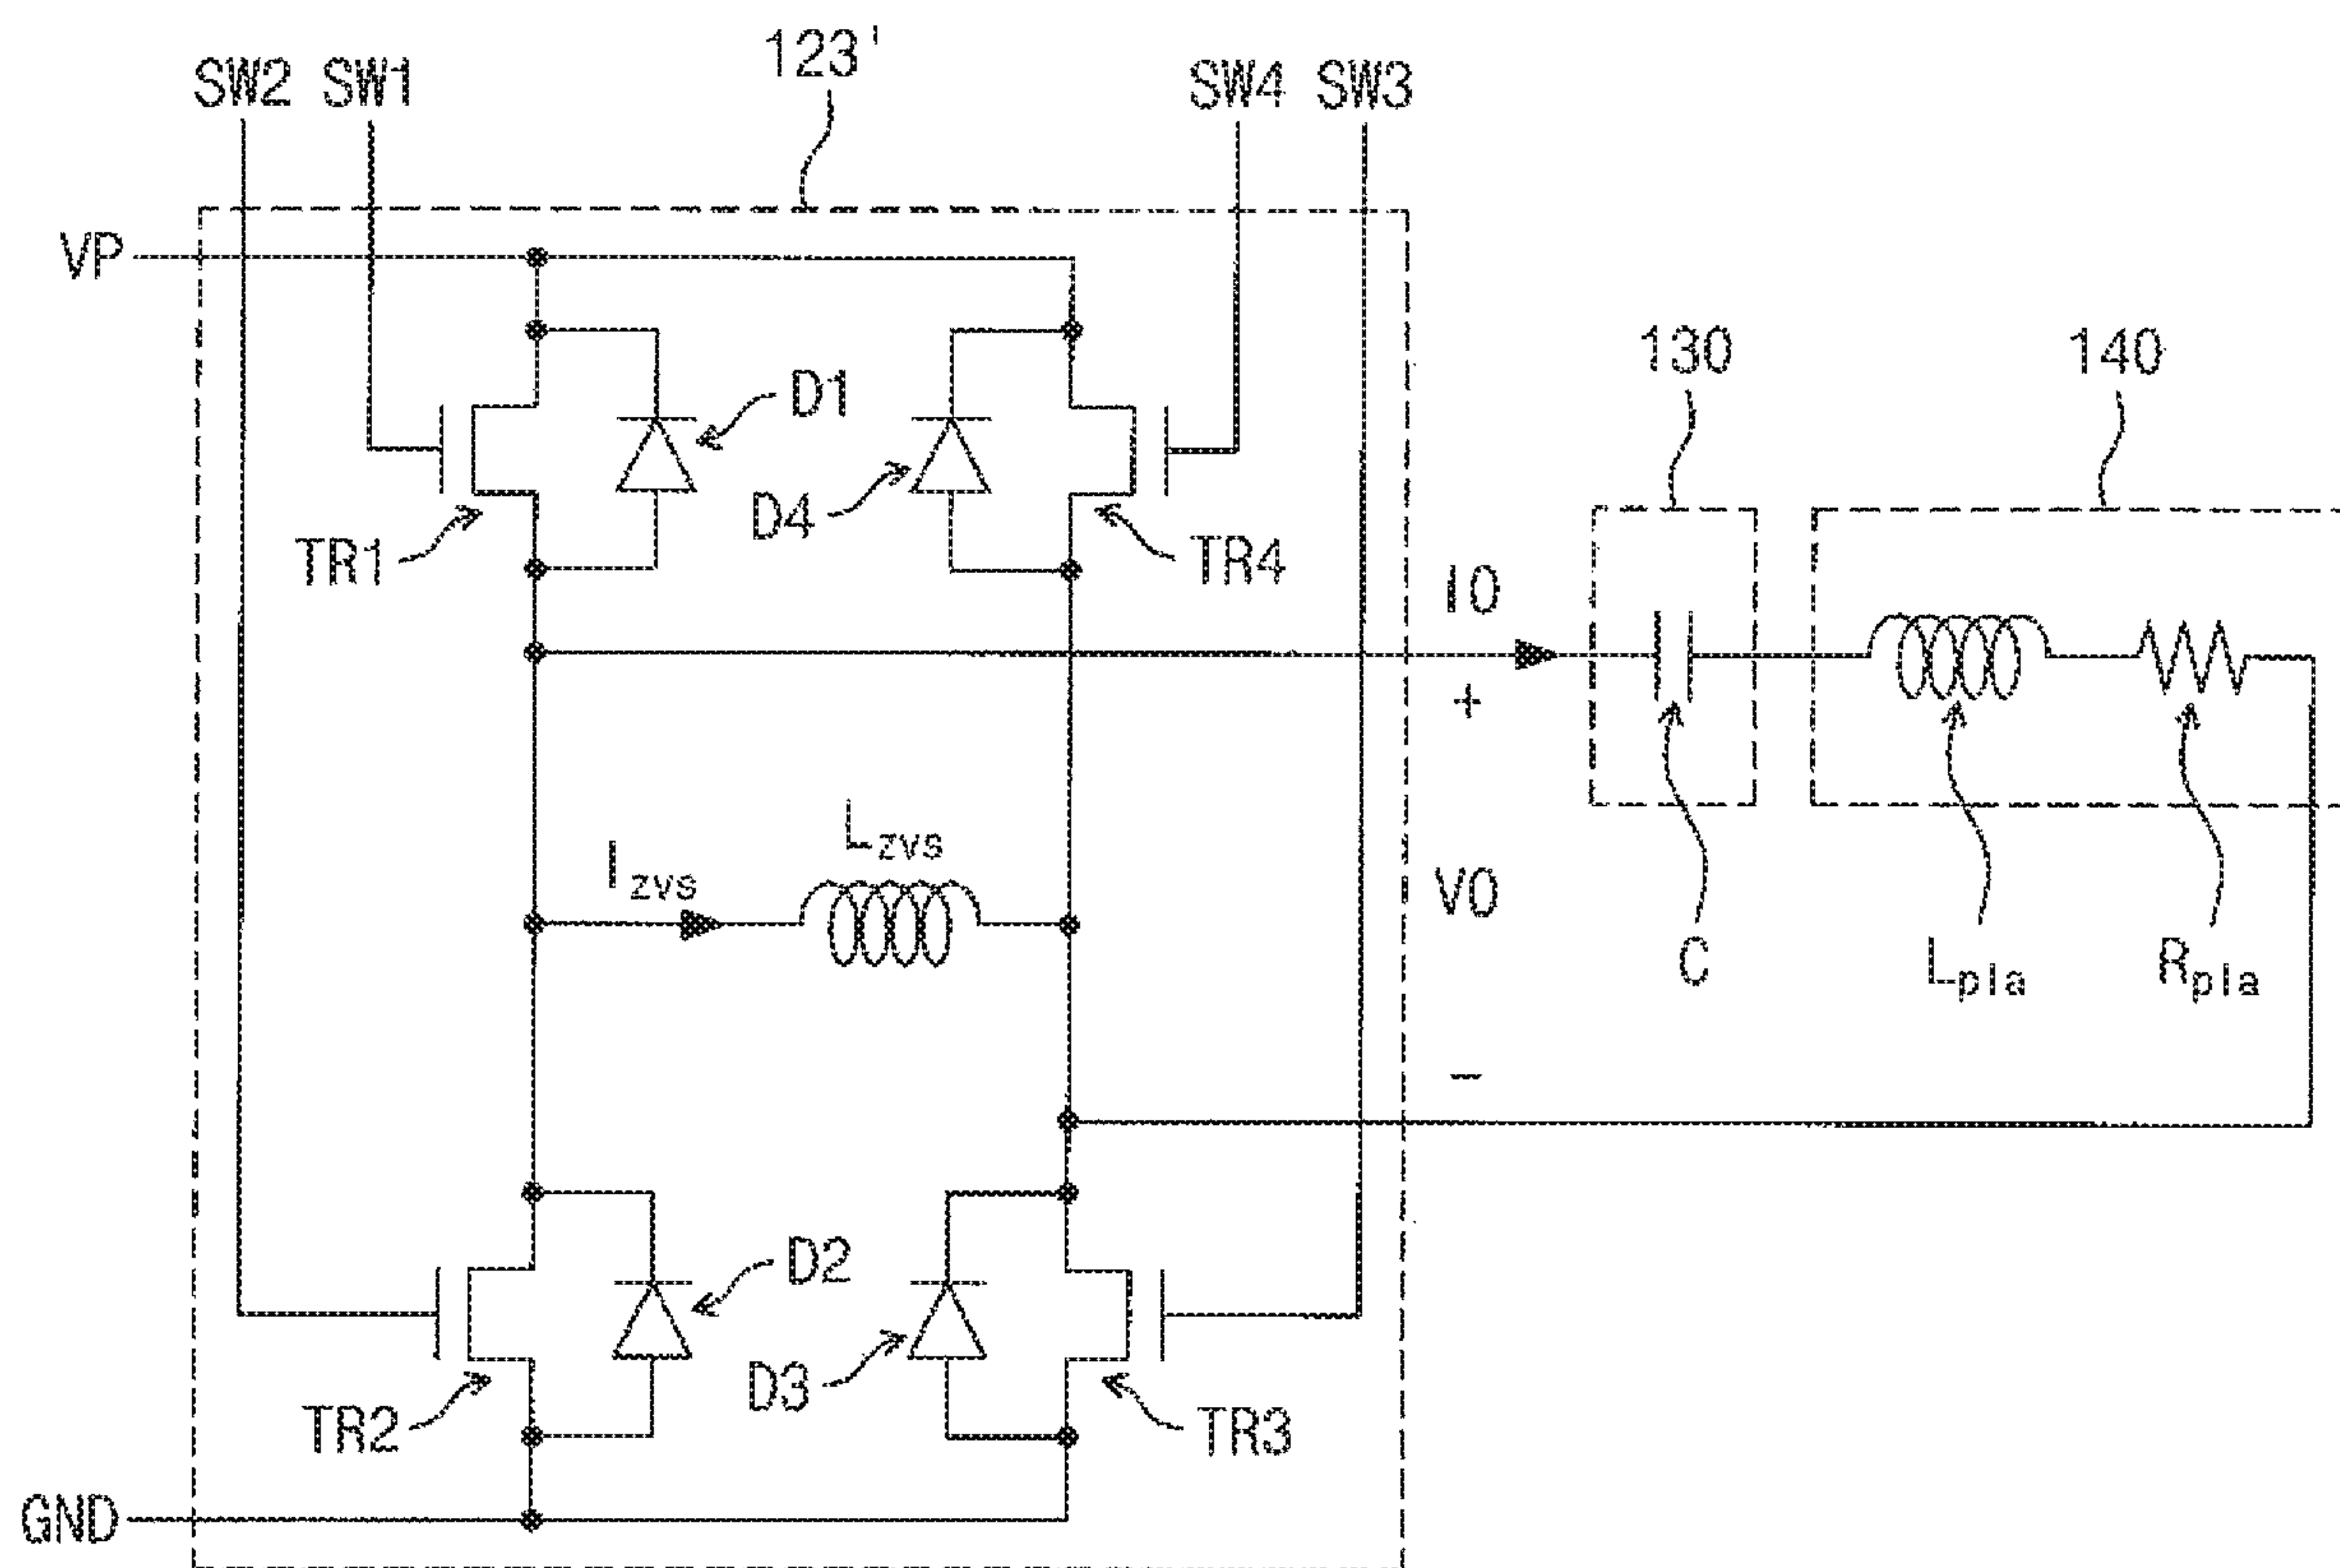 123'
SW2 SW1
SW4 SW3
VP
D1
D4
TR1
TR4
130
140
IO
+
Izvs
Lzvs
VO
C
Lpla
Rpla
-
D2
D3
TR2
TR3
GND